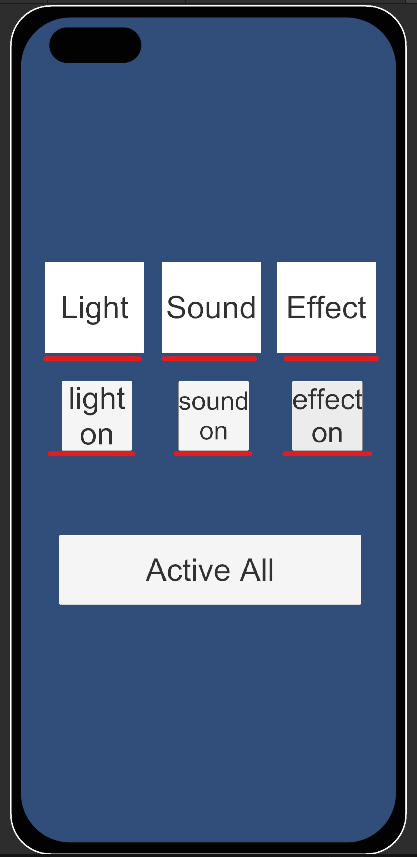 Light Sound Effect
light
on
sound
on
effect
on
Active All